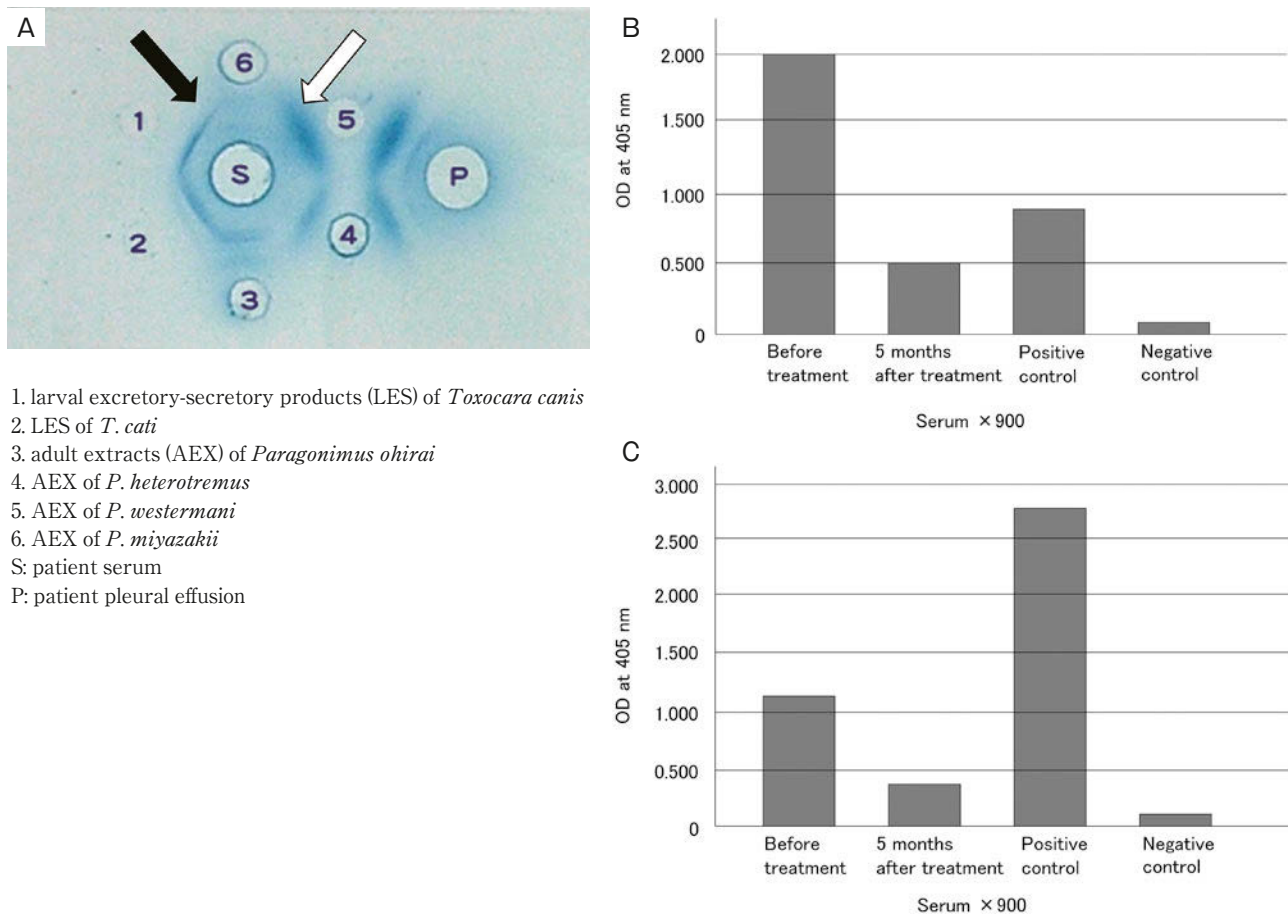 A
6
1
5
S
P
2
4
3
1. larval excretory-secretory products (LES) of Toxocara canis
2. LES of T. cati
3. adult extracts (AEX) of Paragonimus ohirai
4. AEX of P. heterotremus
5. AEX of P. westermani
6. AEX of P. miyazakii
S: patient serum
P: patient pleural effusion
B
OD at 405 nm
2.000
1.500
1.000
0.500
0
Before treatment
5 months after treatment
Positive control
Negative control
Serum ×900
C
OD at 405 nm
3.000
2.500
2.000
1.500
1.000
0.500
0
Before treatment
5 months after treatment
Positive control
Negative control
Serum ×900